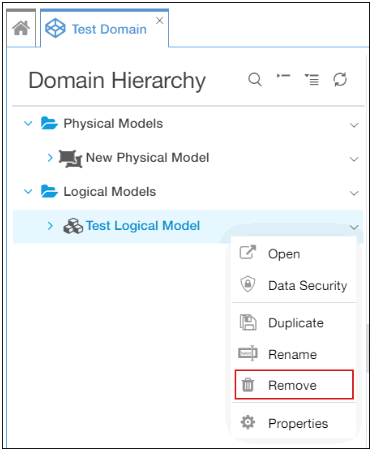 Test Domain
Domain Hierarchy
Physical Models
New Physical Model
Logical Models
Test Logical Model
Open
Data Security
Duplicate
Rename
Remove
Properties